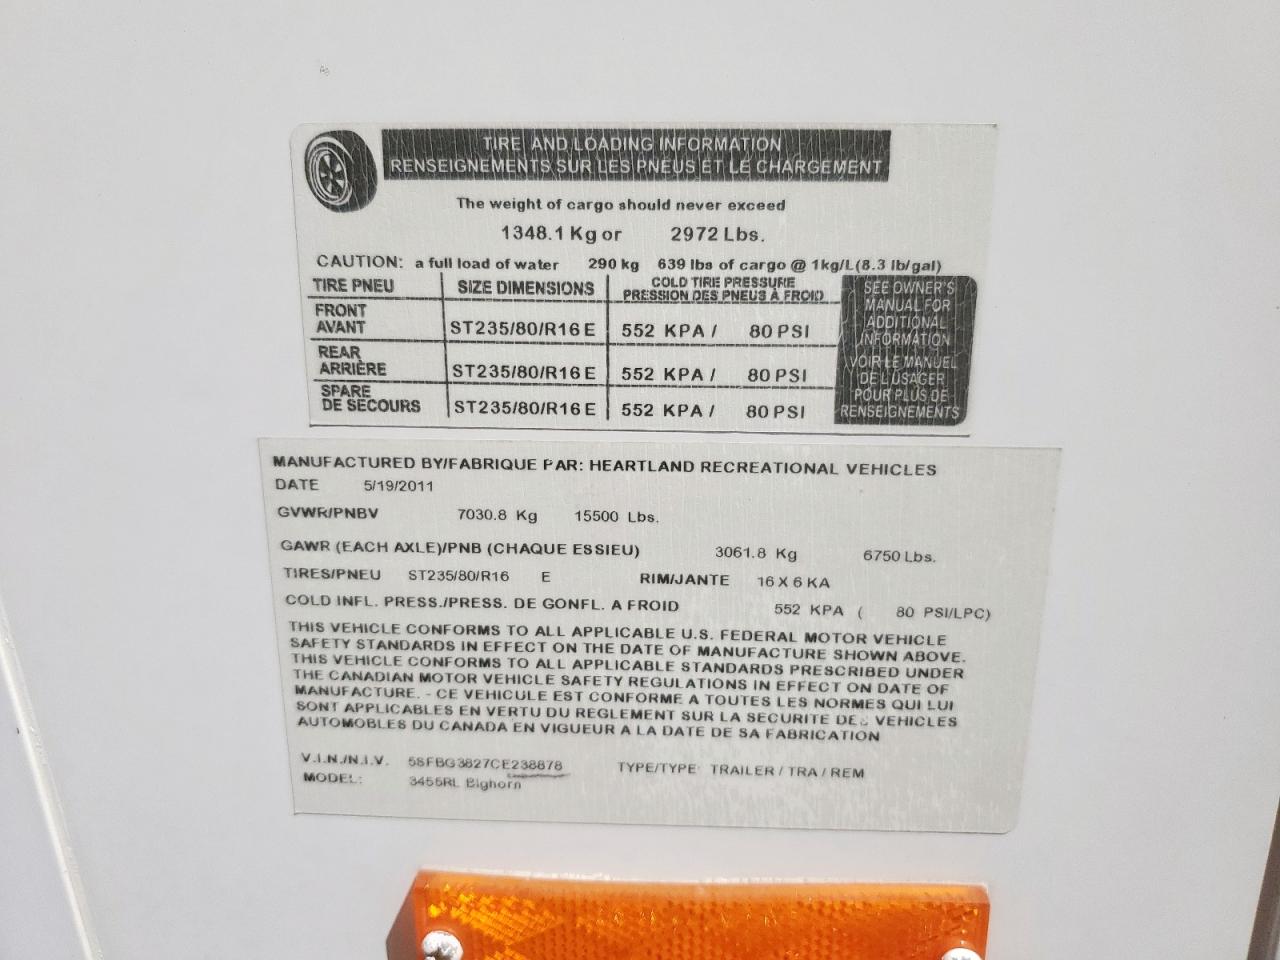 TIRE AND LOADING INFORMATION
RENSEIGNEMENTS SUR LES PNEUS ET LE CHARGEMENT
The weight of cargo should never exceed
1348.1 Kg or 2972 Lbs.
CAUTION: a full load of water 290 kg 639 lbs of cargo @ 1kg/L(8.3 lb/gal)
TIRE PNEU SIZE DIMENSIONS COLD TIRE PRESSURE
PRESSION DES PNEUS À FROID
FRONT
AVANT ST235/80/R16 E 552 KPA / 80 PSI
REAR
ARRIÈRE ST235/80/R16 E 552 KPA / 80 PSI
SPARE
DE SECOURS ST235/80/R16 E 552 KPA / 80 PSI
SEE OWNER'S
MANUAL FOR
ADDITIONAL
INFORMATION
VOIR LE MANUEL
DE L'USAGER
POUR PLUS DE
RENSEIGNEMENTS
MANUFACTURED BY/FABRIQUE PAR: HEARTLAND RECREATIONAL VEHICLES
DATE 5/19/2011
GVWR/PNBV 7030.8 Kg 15500 Lbs.
GAWR (EACH AXLE)/PNB (CHAQUE ESSIEU) 3061.8 Kg 6750 Lbs.
TIRES/PNEU ST235/80/R16 E RIM/JANTE 16 X 6 KA
COLD INFL. PRESS./PRESS. DE GONFL. A FROID 552 KPA ( 80 PSI/LPC)
THIS VEHICLE CONFORMS TO ALL APPLICABLE U.S. FEDERAL MOTOR VEHICLE
SAFETY STANDARDS IN EFFECT ON THE DATE OF MANUFACTURE SHOWN ABOVE.
THIS VEHICLE CONFORMS TO ALL APPLICABLE STANDARDS PRESCRIBED UNDER
THE CANADIAN MOTOR VEHICLE SAFETY REGULATIONS IN EFFECT ON DATE OF
MANUFACTURE. - CE VEHICULE EST CONFORME A TOUTES LES NORMES QUI LUI
SONT APPLICABLES EN VERTU DU REGLEMENT SUR LA SECURITE DES VEHICLES
AUTOMOBLES DU CANADA EN VIGUEUR A LA DATE DE SA FABRICATION
V.I.N./N.I.V. 5SFBG3827CE238878 TYPE/TYPE: TRAILER / TRA / REM
MODEL: 3455RL Bighorn